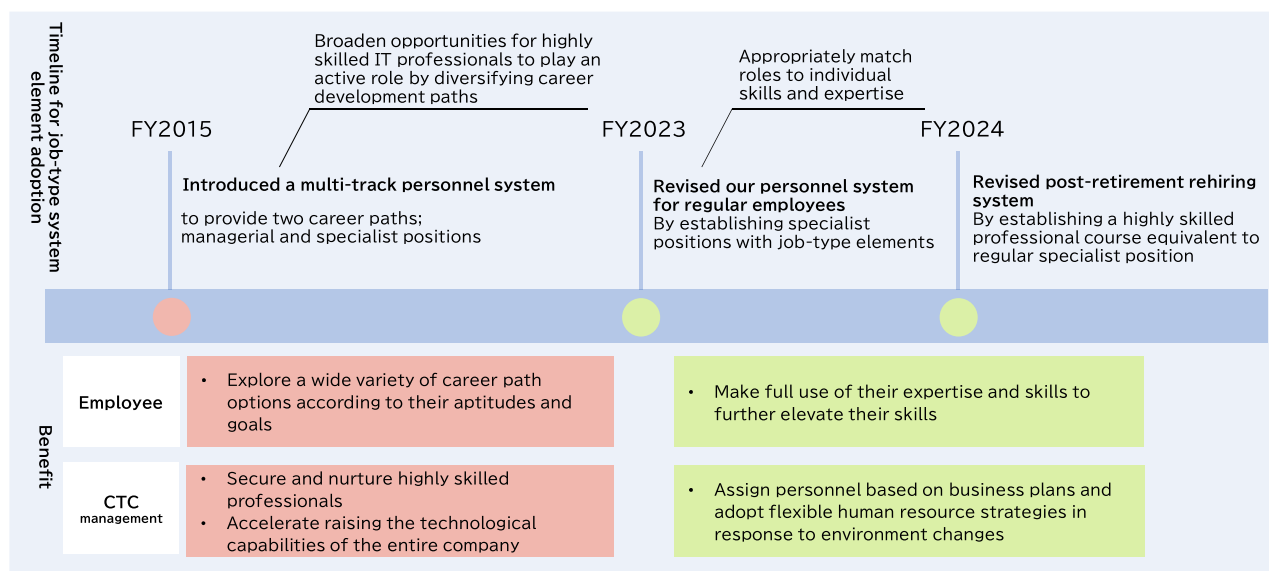 Timeline for job-type system
element adoption
Broaden opportunities for highly
skilled IT professionals to play an
active role by diversifying career
development paths
Appropriately match
roles to individual
skills and expertise
FY2015
FY2023
FY2024
Introduced a multi-track personnel system
to provide two career paths;
managerial and specialist positions
Revised our personnel system
for regular employees
By establishing specialist
positions with job-type elements
Revised post-retirement rehiring
system
By establishing a highly skilled
professional course equivalent to
regular specialist position
Benefit
Employee
• Explore a wide variety of career path
options according to their aptitudes and
goals
• Make full use of their expertise and skills to
further elevate their skills
CTC
management
• Secure and nurture highly skilled
professionals
• Accelerate raising the technological
capabilities of the entire company
• Assign personnel based on business plans and
adopt flexible human resource strategies in
response to environment changes